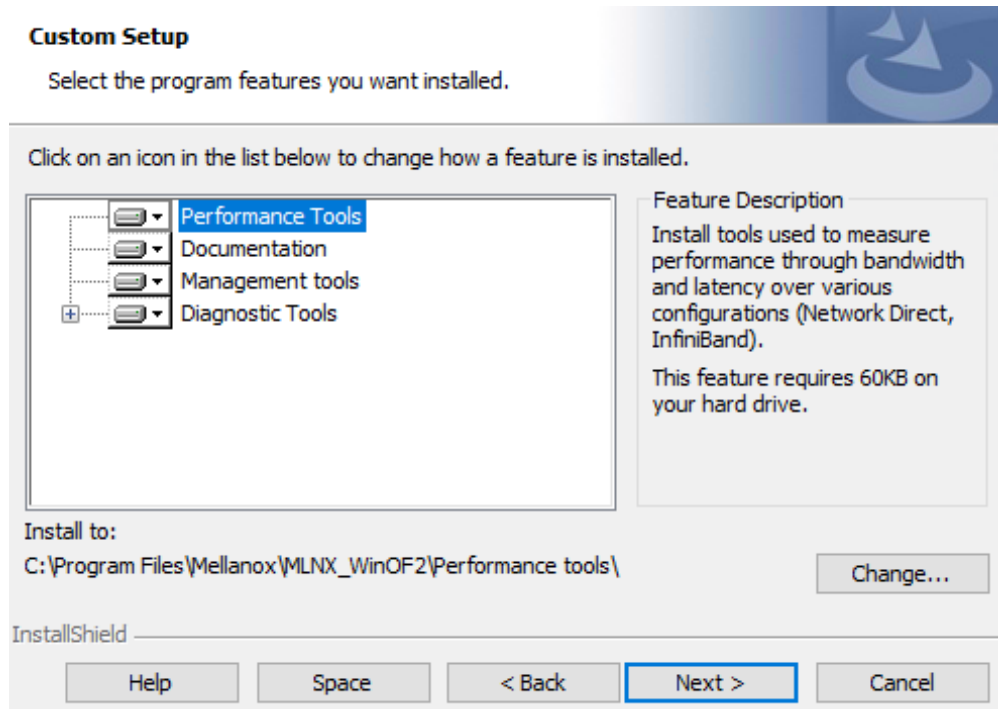 Custom Setup
Select the program features you want installed.
Click on an icon in the list below to change how a feature is installed.
Performance Tools
Documentation
Management tools
Diagnostic Tools
Feature Description
Install tools used to measure
performance through bandwidth
and latency over various
configurations (Network Direct,
InfiniBand).
This feature requires 60KB on
your hard drive.
Install to:
C:\Program Files\Mellanox\MLNX_WinOF2\Performance tools\
Change...
InstallShield
Help
Space
< Back
Next >
Cancel